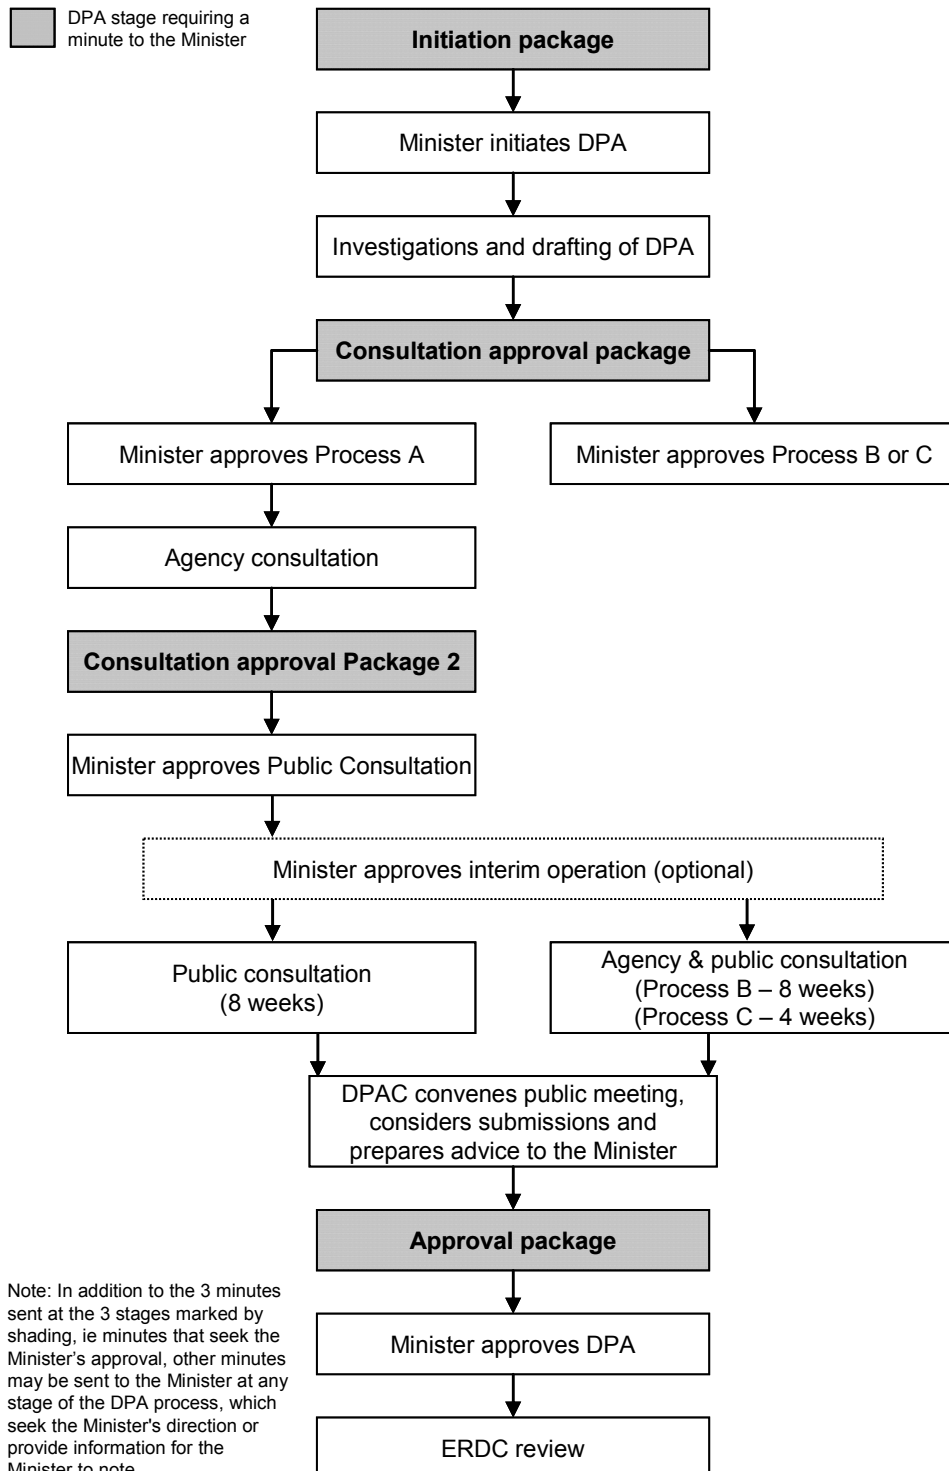 DPA stage requiring a
minute to the Minister
Initiation package
Minister initiates DPA
Investigations and drafting of DPA
Consultation approval package
Minister approves Process A
Minister approves Process B or C
Agency consultation
Consultation approval Package 2
Minister approves Public Consultation
Minister approves interim operation (optional)
Public consultation
(8 weeks)
Agency & public consultation
(Process B – 8 weeks)
(Process C – 4 weeks)
DPAC convenes public meeting,
considers submissions and
prepares advice to the Minister
Approval package
Minister approves DPA
ERDC review
Note: In addition to the 3 minutes
sent at the 3 stages marked by
shading, ie minutes that seek the
Minister's approval, other minutes
may be sent to the Minister at any
stage of the DPA process, which
seek the Minister's direction or
provide information for the
Minister to note